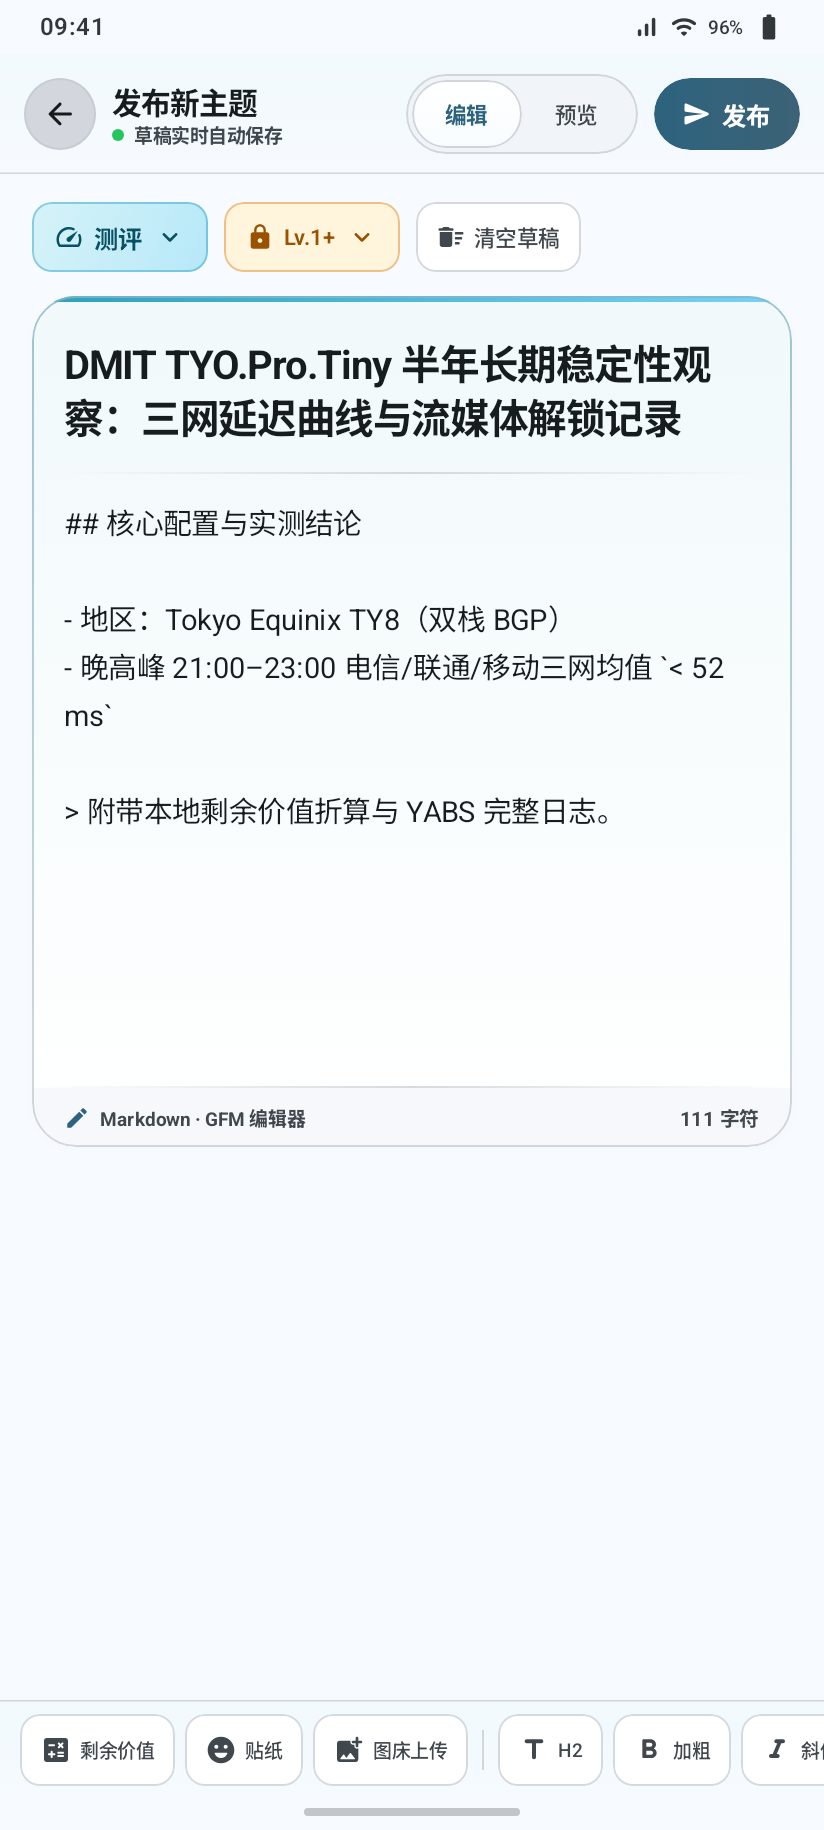 09:41
96%
发布新主题
草稿实时自动保存
编辑
预览
发布
测评
Lv.1+
清空草稿
DMIT TYO.Pro.Tiny 半年长期稳定性观
察：三网延迟曲线与流媒体解锁记录
## 核心配置与实测结论
- 地区：Tokyo Equinix TY8（双栈 BGP）
- 晚高峰 21:00–23:00 电信/联通/移动三网均值 `< 52
ms`
> 附带本地剩余价值折算与 YABS 完整日志。
Markdown · GFM 编辑器
111 字符
剩余价值
贴纸
图床上传
H2
B 加粗
I 斜